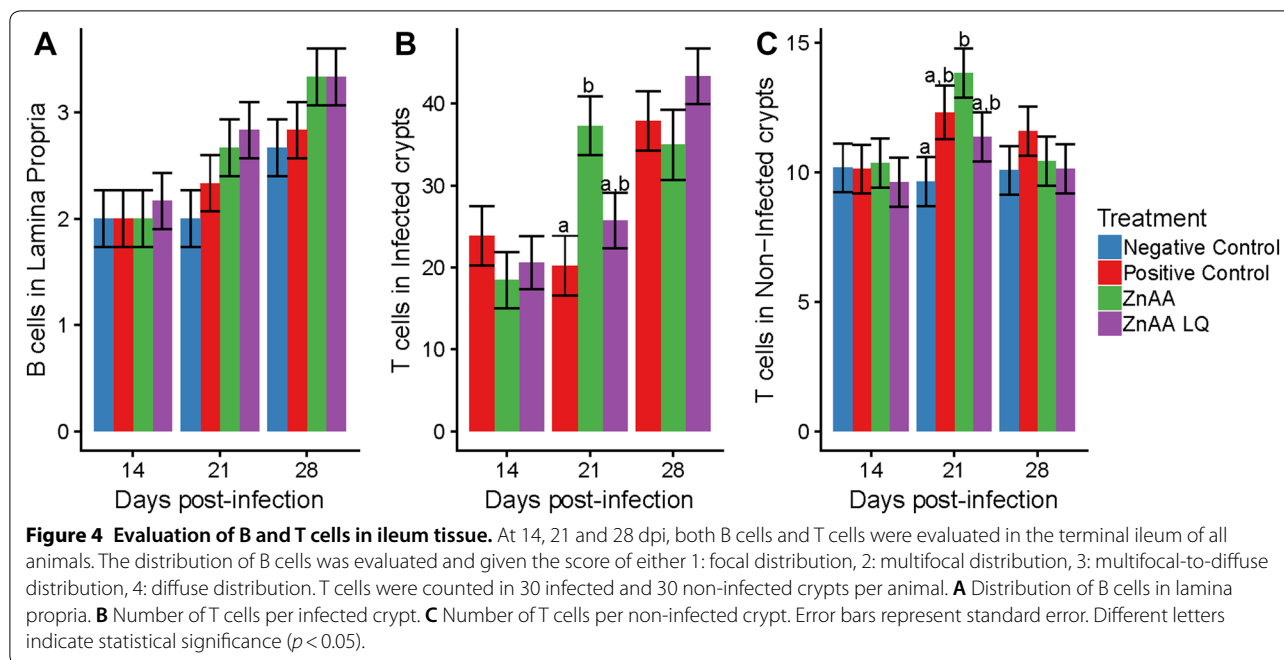 A
B cells in Lamina Propria
3
2
1
0
14
21
28
Days post-infection
B
T cells in Infected crypts
40
30
20
10
0
a
b
a,b
14
21
28
Days post-infection
C
T cells in Non−Infected crypts
15
10
5
0
a
a,b
b
a,b
14
21
28
Days post-infection
Treatment
Negative Control
Positive Control
ZnAA
ZnAA LQ
Figure 4 Evaluation of B and T cells in ileum tissue. At 14, 21 and 28 dpi, both B cells and T cells were evaluated in the terminal ileum of all
animals. The distribution of B cells was evaluated and given the score of either 1: focal distribution, 2: multifocal distribution, 3: multifocal-to-diffuse
distribution, 4: diffuse distribution. T cells were counted in 30 infected and 30 non-infected crypts per animal. A Distribution of B cells in lamina
propria. B Number of T cells per infected crypt. C Number of T cells per non-infected crypt. Error bars represent standard error. Different letters
indicate statistical significance (p < 0.05).